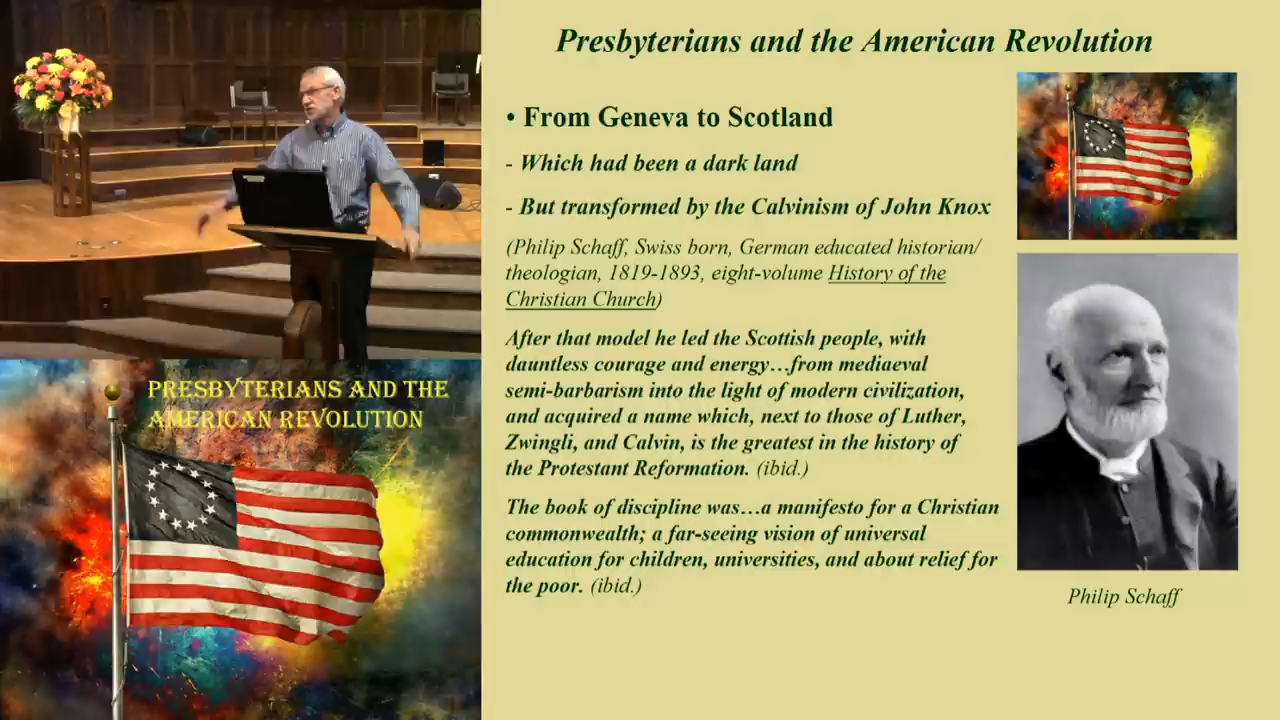 Presbyterians and the American Revolution
• From Geneva to Scotland
- Which had been a dark land
- But transformed by the Calvinism of John Knox
(Philip Schaff, Swiss born, German educated historian/
theologian, 1819-1893, eight-volume History of the
Christian Church)
After that model he led the Scottish people, with
dauntless courage and energy…from mediaeval
semi-barbarism into the light of modern civilization,
and acquired a name which, next to those of Luther,
Zwingli, and Calvin, is the greatest in the history of
the Protestant Reformation. (ibid.)
The book of discipline was…a manifesto for a Christian
commonwealth; a far-seeing vision of universal
education for children, universities, and about relief for
the poor. (ibid.)
Philip Schaff
PRESBYTERIANS AND THE
AMERICAN REVOLUTION